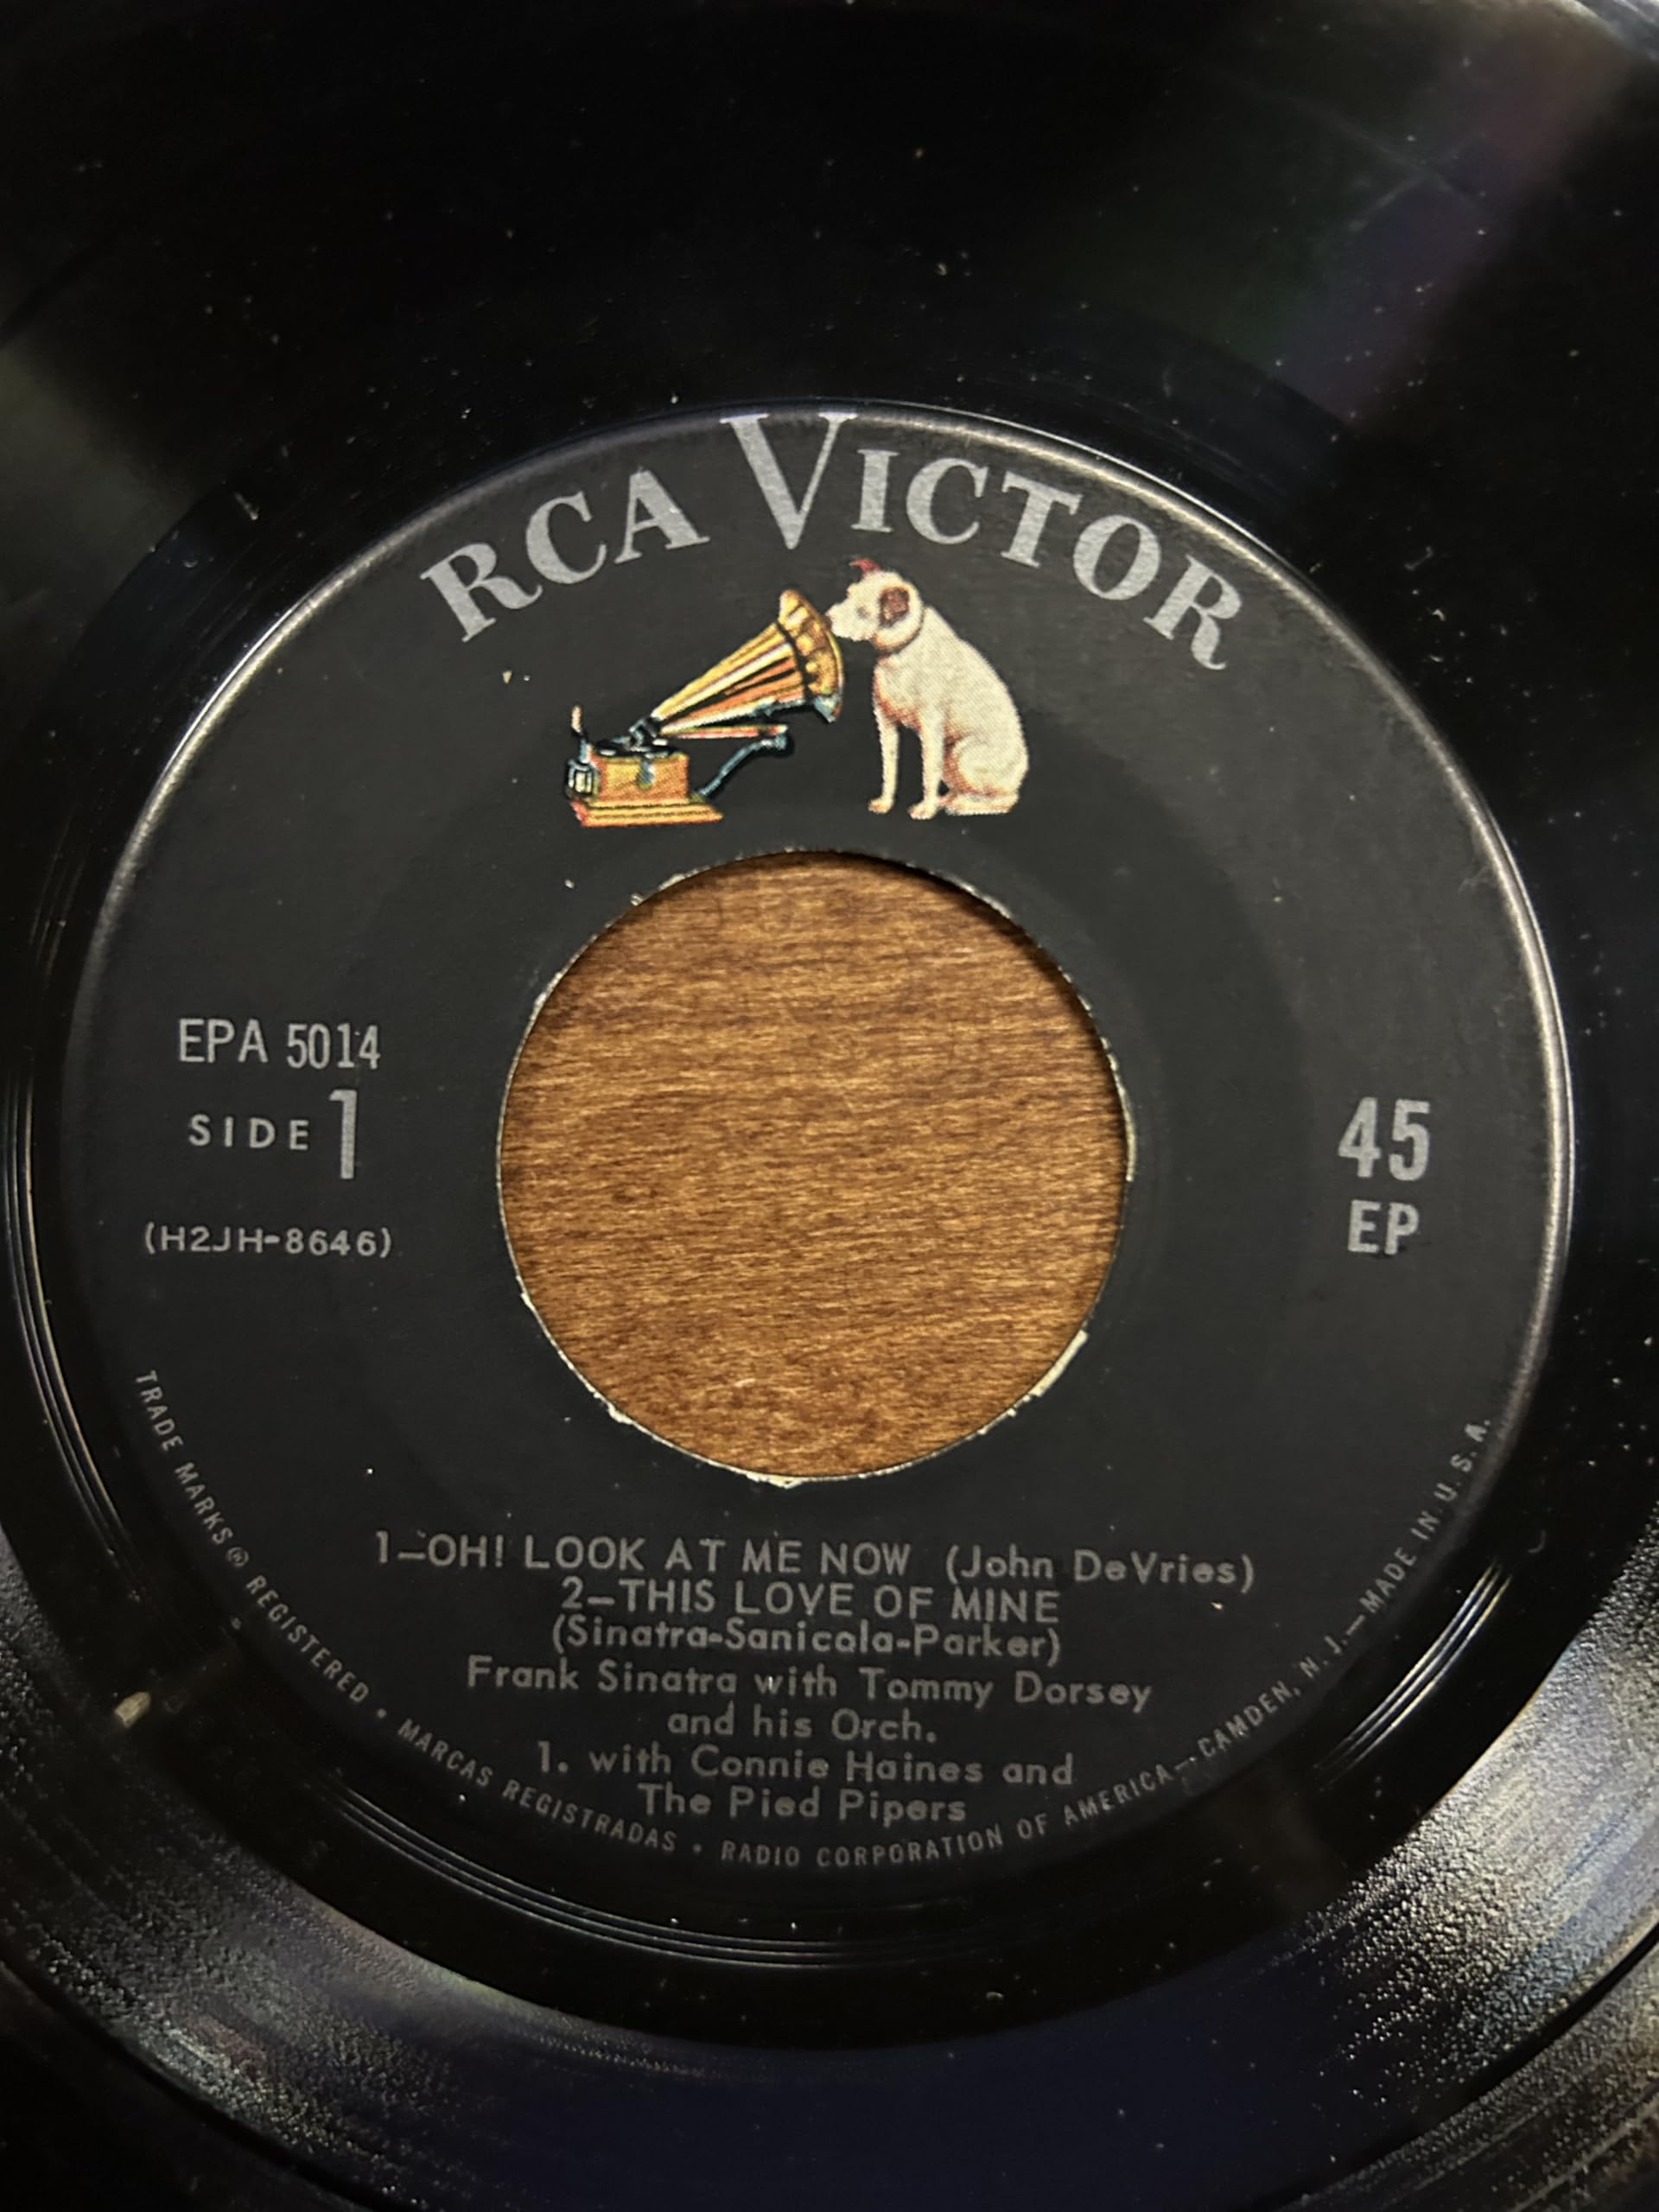 RCA VICTOR
EPA 5014
SIDE 1
(H2JH-8646)
45
EP
1–OH! LOOK AT ME NOW (John DeVries)
2–THIS LOVE OF MINE
(Sinatra-Sanicola-Parker)
Frank Sinatra with Tommy Dorsey
and his Orch.
1. with Connie Haines and
The Pied Pipers
TRADE MARKS ® REGISTERED • MARCAS REGISTRADAS • RADIO CORPORATION OF AMERICA—CAMDEN, N. J.—MADE IN U. S. A.